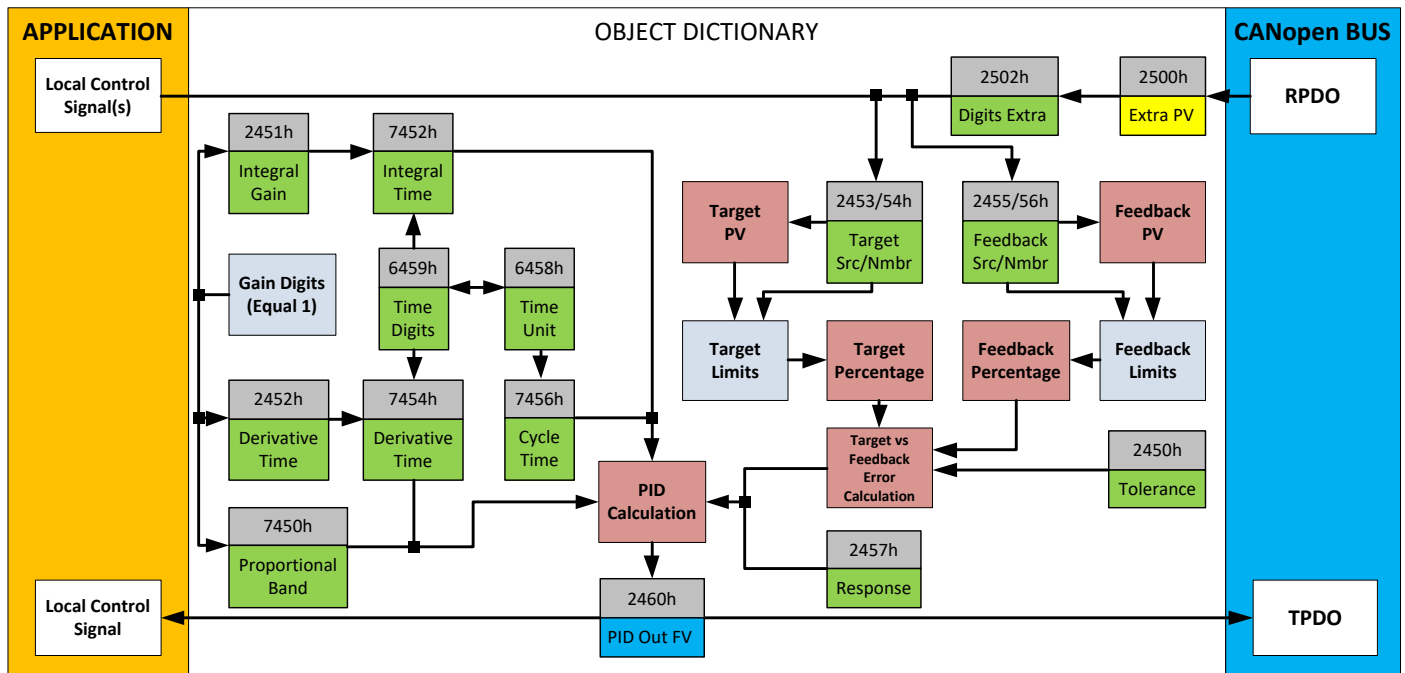 APPLICATION
OBJECT DICTIONARY
CANopen BUS
Local Control
Signal(s)
2502h
Digits Extra
2500h
Extra PV
RPDO
2451h
Integral
Gain
7452h
Integral
Time
Target
PV
2453/54h
Target
Src/Nmbr
2455/56h
Feedback
Src/Nmbr
Feedback
PV
Gain Digits
(Equal 1)
6459h
Time
Digits
6458h
Time
Unit
Target
Limits
Target
Percentage
Feedback
Percentage
Feedback
Limits
2452h
Derivative
Time
7454h
Derivative
Time
7456h
Cycle
Time
PID
Calculation
Target vs
Feedback
Error
Calculation
2450h
Tolerance
7450h
Proportional
Band
2457h
Response
Local Control
Signal
2460h
PID Out FV
TPDO